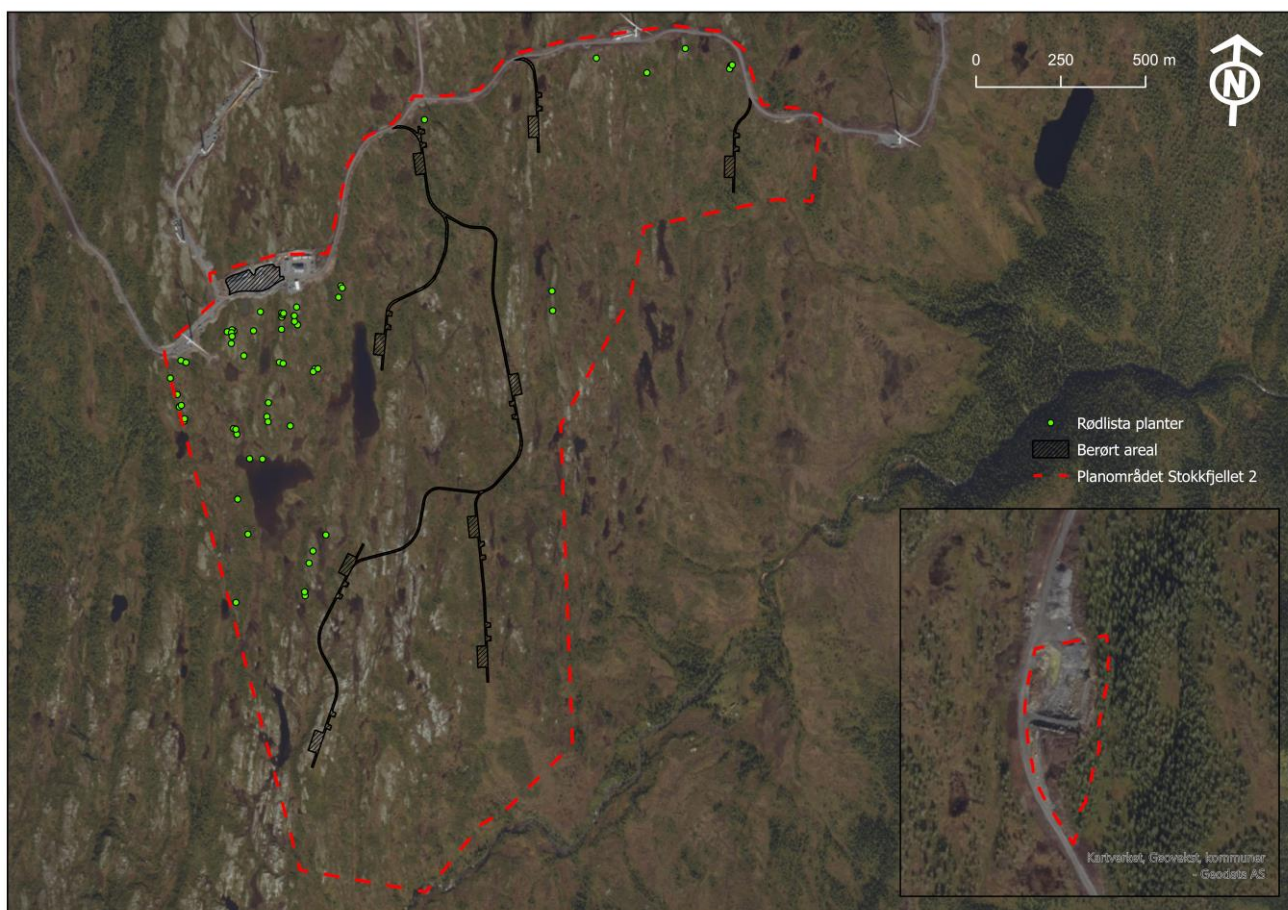 0 250 500 m
N
Rødlista planter
Berørt areal
Planområdet Stokkfjellet 2
Kartverket, Geovekst, kommuner
- Geodata AS